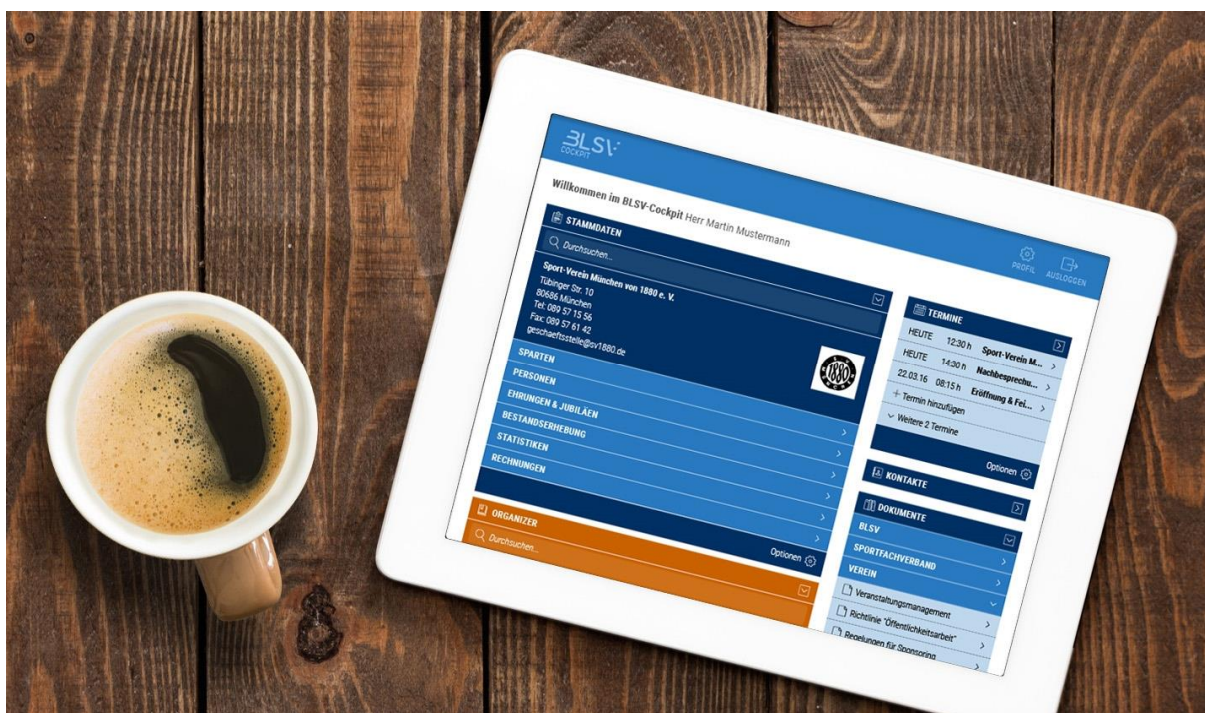 BLSV
COCKPIT
PROFIL
AUSLOGGEN
Willkommen im BLSV-Cockpit Herr Martin Mustermann
STAMMDATEN
Durchsuchen...
Sport-Verein München von 1880 e. V.
Tübinger Str. 10
80686 München
Tel: 089 57 15 56
Fax: 089 57 61 42
geschaeftsstelle@sv1880.de
1880
SPARTEN
PERSONEN
EHRUNGEN & JUBILÄEN
BESTANDSERHEBUNG
STATISTIKEN
RECHNUNGEN
Optionen
ORGANIZER
Durchsuchen...
TERMINE
HEUTE 12:30 h Sport-Verein M...
HEUTE 14:30 h Nachbesprechu...
22.03.16 08:15 h Eröffnung & Fei...
+ Termin hinzufügen
Weitere 2 Termine
Optionen
KONTAKTE
DOKUMENTE
BLSV
SPORTFACHVERBAND
VEREIN
Veranstaltungsmanagement
Richtlinie "Öffentlichkeitsarbeit"
Regelungen für Sponsoring